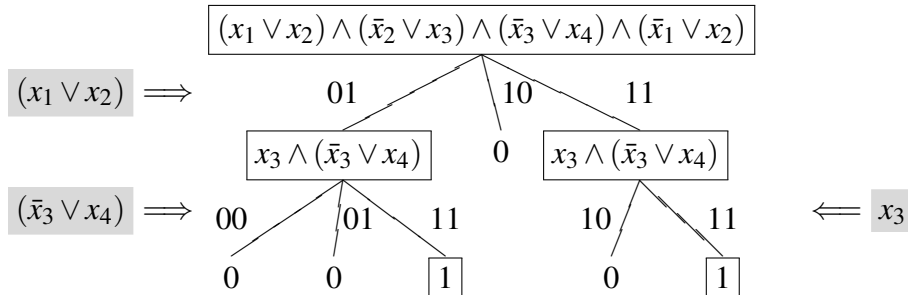 (x₁ ∨ x₂) ∧ (x̄₂ ∨ x₃) ∧ (x̄₃ ∨ x₄) ∧ (x̄₁ ∨ x₂)
(x₁ ∨ x₂) ⟹ 01 10 11
x₃ ∧ (x̄₃ ∨ x₄) 0 x₃ ∧ (x̄₃ ∨ x₄)
(x̄₃ ∨ x₄) ⟹ 00 01 11 10 11 ⟸ x₃
0 0 1 0 1